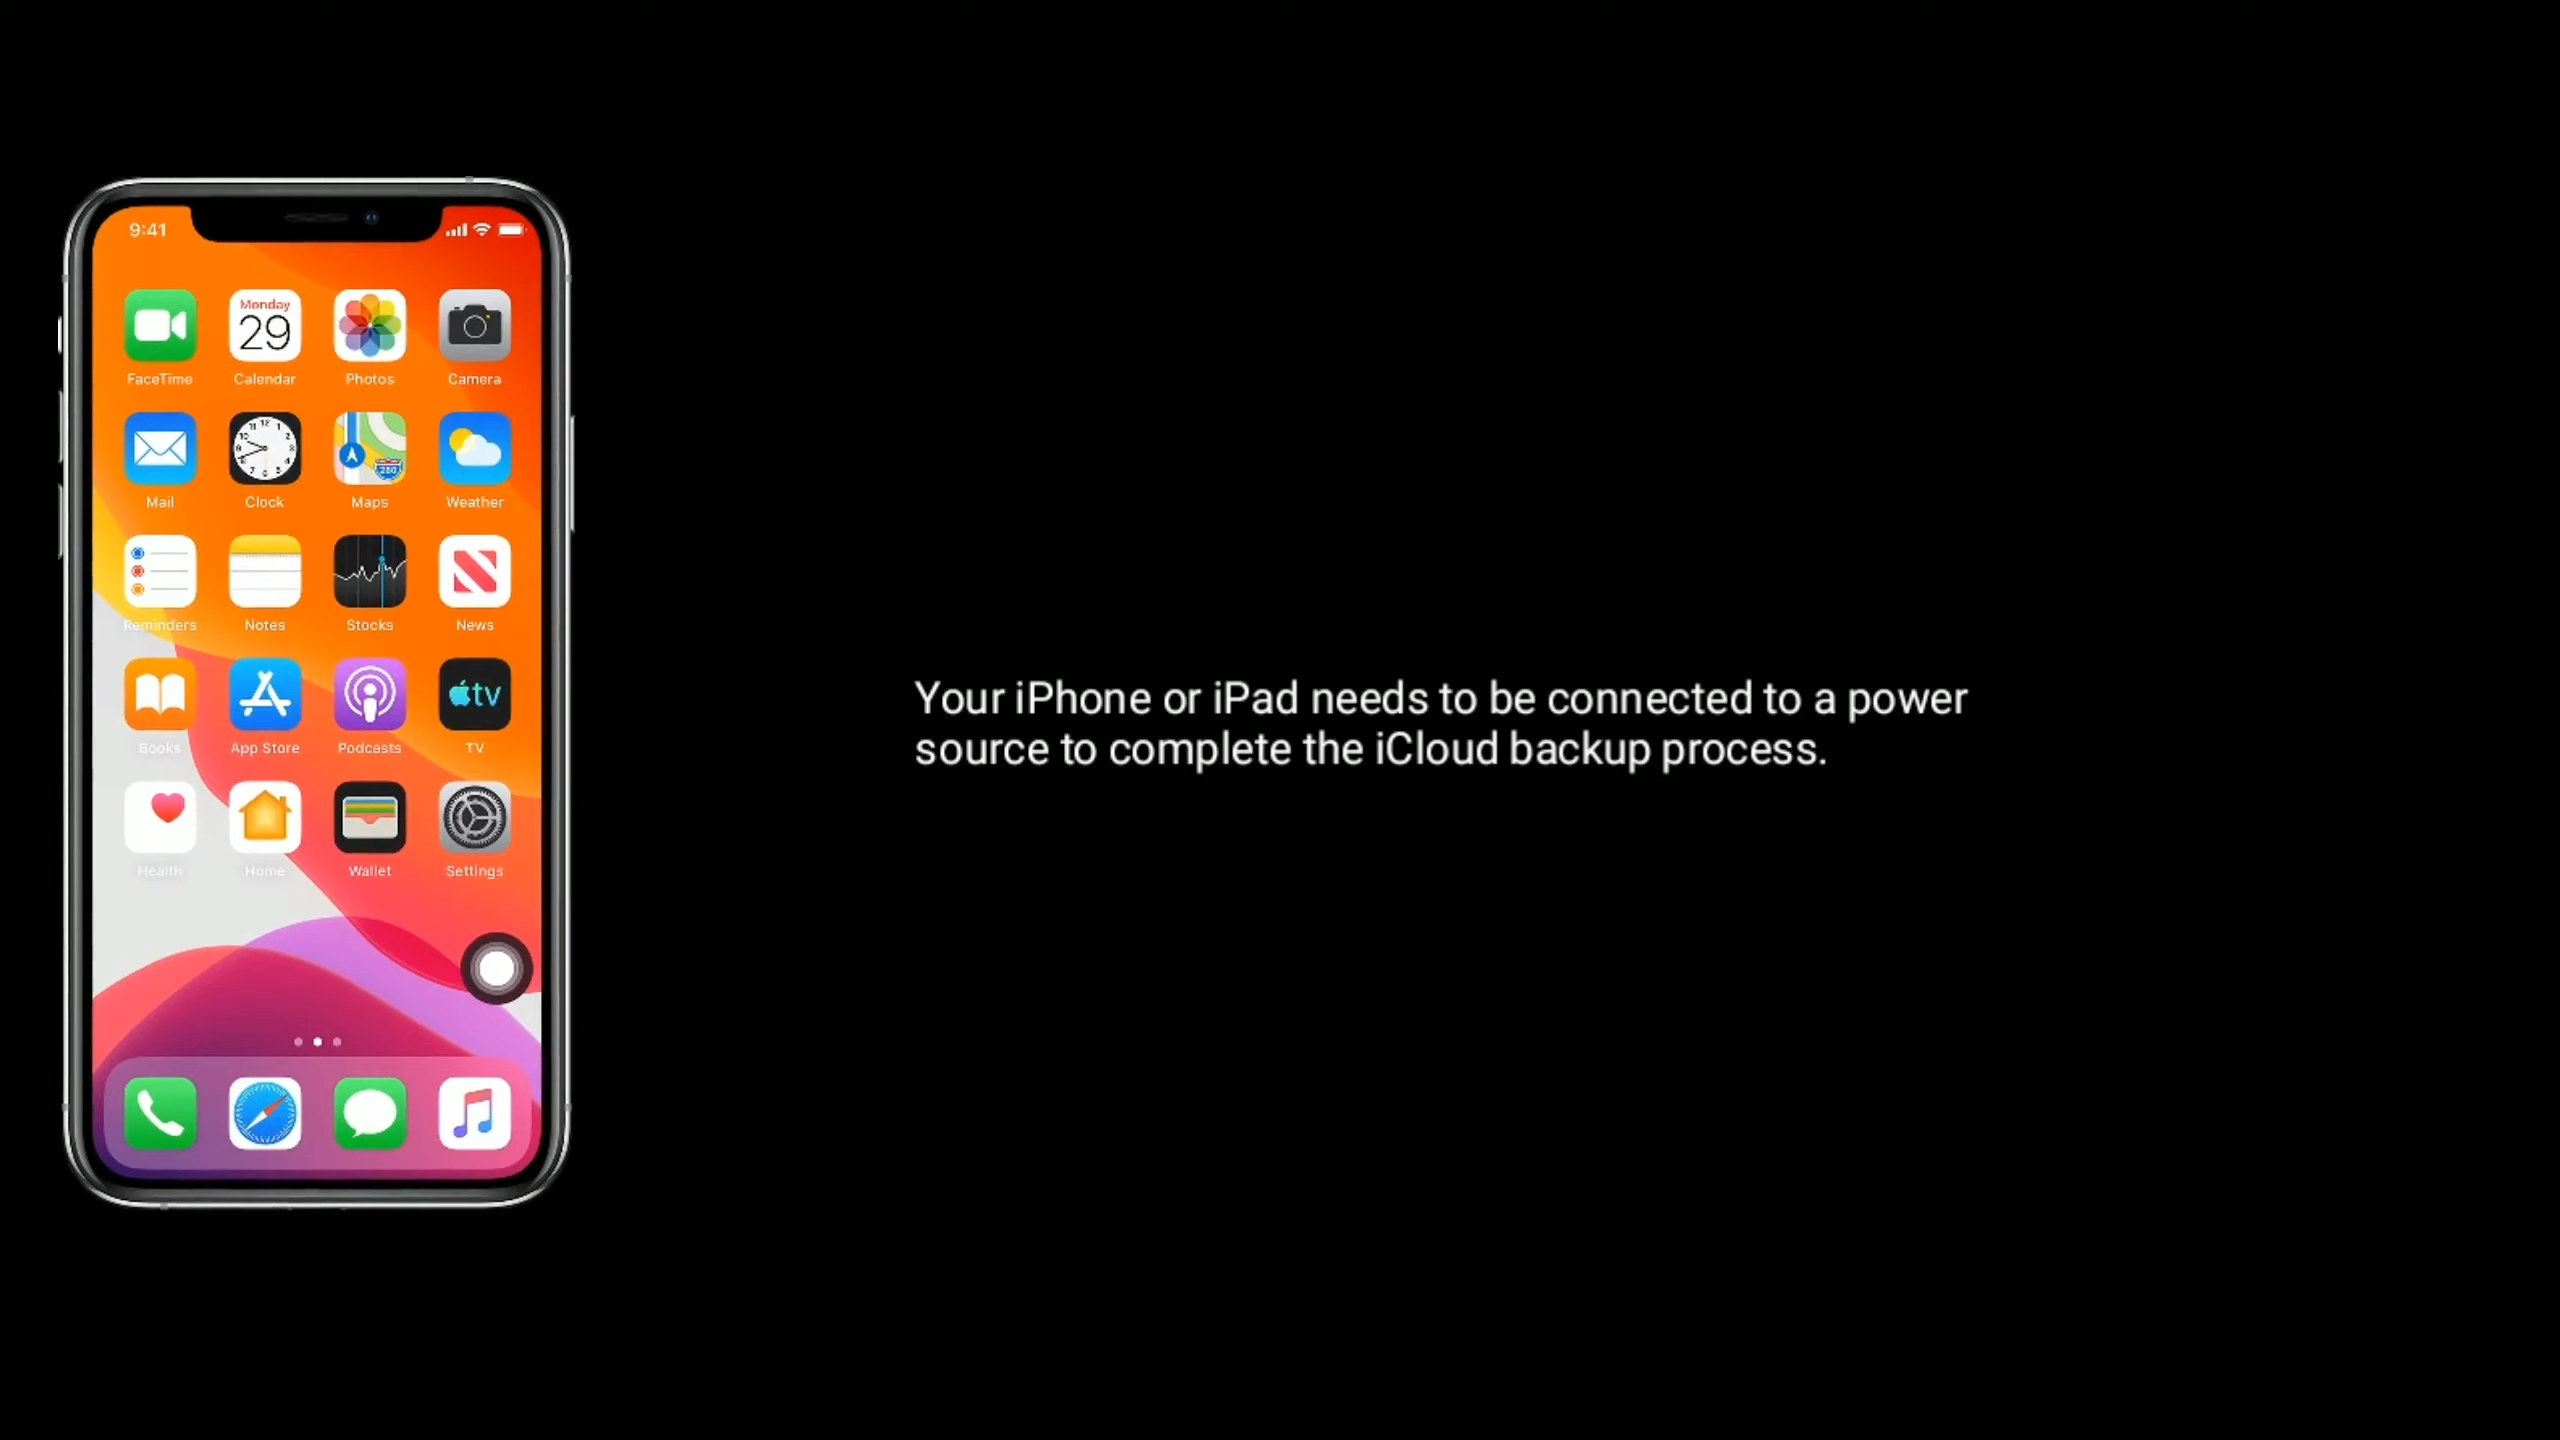 9:41
Monday
29
FaceTime Calendar Photos Camera
280
Mail Clock Maps Weather
Reminders Notes Stocks News
tv
Books App Store Podcasts TV
Health Home Wallet Settings
Your iPhone or iPad needs to be connected to a power
source to complete the iCloud backup process.